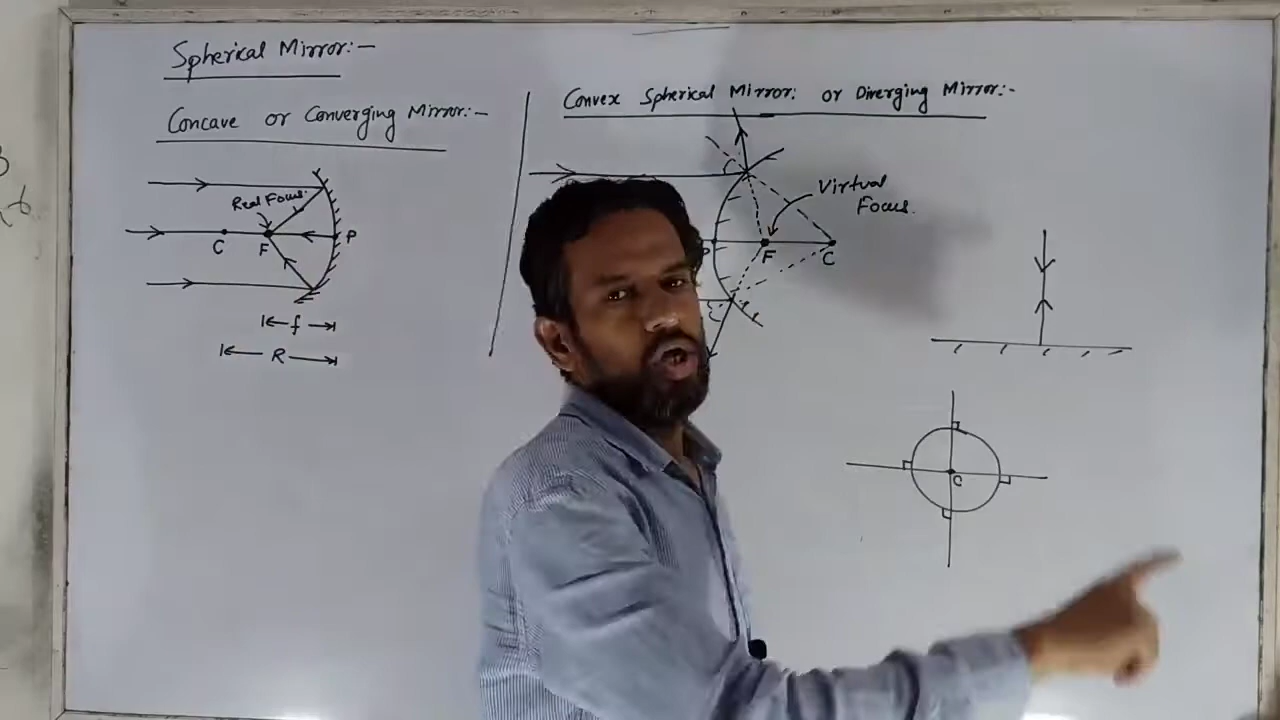 Spherical Mirror:-
Concave or Converging Mirror:-
Real Focus.
C F P
f
R
Convex Spherical Mirror: or Diverging Mirror:-
Virtual
Focus.
P F C
C